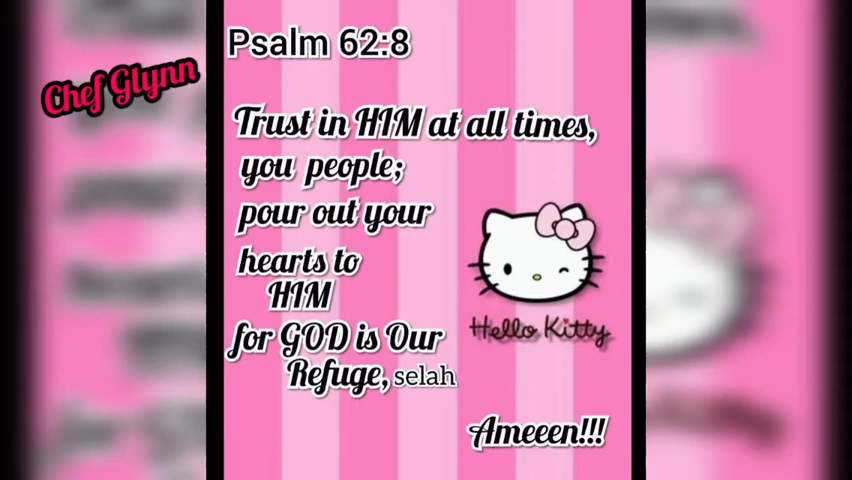 Psalm 62:8
Chef Glynn
Trust in HIM at all times,
you people;
pour out your
hearts to
HIM
for GOD is Our
Refuge, selah
Hello Kitty
Ameeen!!!